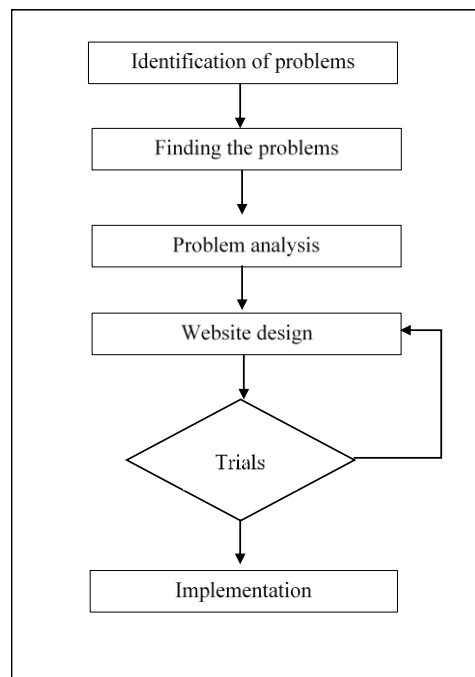 Identification of problems
Finding the problems
Problem analysis
Website design
Trials
Implementation